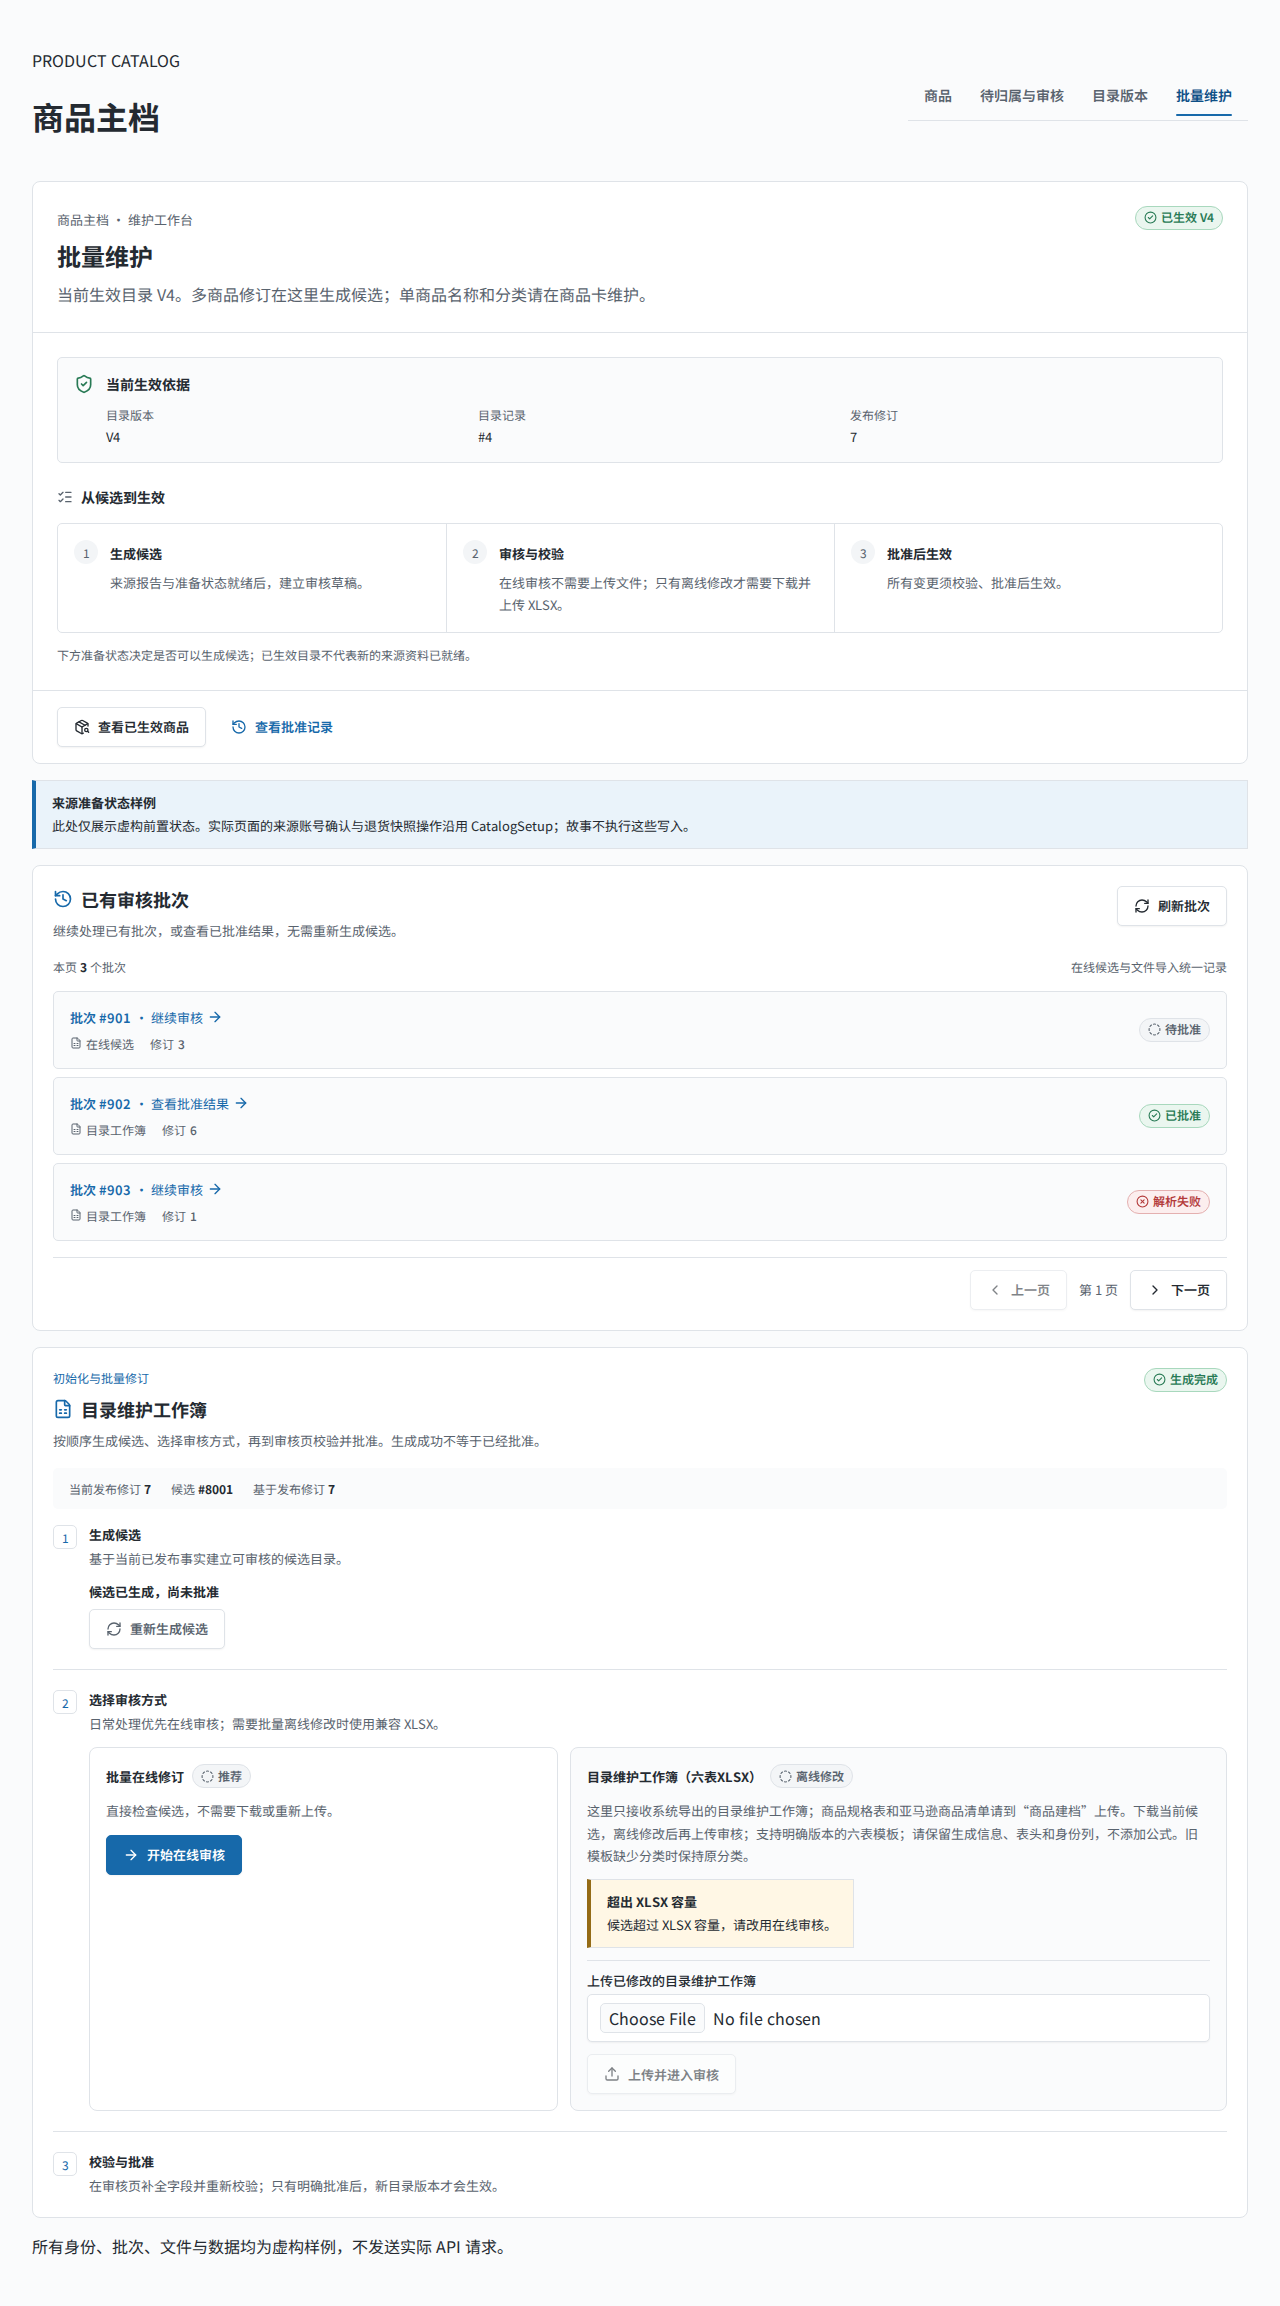 PRODUCT CATALOG
商品主档
商品 待归属与审核 目录版本 批量维护
商品主档 · 维护工作台
已生效 V4
批量维护
当前生效目录 V4。多商品修订在这里生成候选；单商品名称和分类请在商品卡维护。
当前生效依据
目录版本 目录记录 发布修订
V4 #4 7
从候选到生效
1 生成候选
来源报告与准备状态就绪后，建立审核草稿。
2 审核与校验
在线审核不需要上传文件；只有离线修改才需要下载并
上传 XLSX。
3 批准后生效
所有变更须校验、批准后生效。
下方准备状态决定是否可以生成候选；已生效目录不代表新的来源资料已就绪。
查看已生效商品 查看批准记录
来源准备状态样例
此处仅展示虚构前置状态。实际页面的来源账号确认与退货快照操作沿用 CatalogSetup；故事不执行这些写入。
已有审核批次
刷新批次
继续处理已有批次，或查看已批准结果，无需重新生成候选。
本页 3 个批次 在线候选与文件导入统一记录
批次 #901 · 继续审核
在线候选 修订 3
待批准
批次 #902 · 查看批准结果
目录工作簿 修订 6
已批准
批次 #903 · 继续审核
目录工作簿 修订 1
解析失败
上一页 第 1 页 下一页
初始化与批量修订
生成完成
目录维护工作簿
按顺序生成候选、选择审核方式，再到审核页校验并批准。生成成功不等于已经批准。
当前发布修订 7 候选 #8001 基于发布修订 7
1 生成候选
基于当前已发布事实建立可审核的候选目录。
候选已生成，尚未批准
重新生成候选
2 选择审核方式
日常处理优先在线审核；需要批量离线修改时使用兼容 XLSX。
批量在线修订 推荐
直接检查候选，不需要下载或重新上传。
开始在线审核
目录维护工作簿（六表XLSX） 离线修改
这里只接收系统导出的目录维护工作簿；商品规格表和亚马逊商品清单请到“商品建档”上传。下载当前候
选，离线修改后再上传审核；支持明确版本的六表模板；请保留生成信息、表头和身份列，不添加公式。旧
模板缺少分类时保持原分类。
超出 XLSX 容量
候选超过 XLSX 容量，请改用在线审核。
上传已修改的目录维护工作簿
Choose File No file chosen
上传并进入审核
3 校验与批准
在审核页补全字段并重新校验；只有明确批准后，新目录版本才会生效。
所有身份、批次、文件与数据均为虚构样例，不发送实际 API 请求。